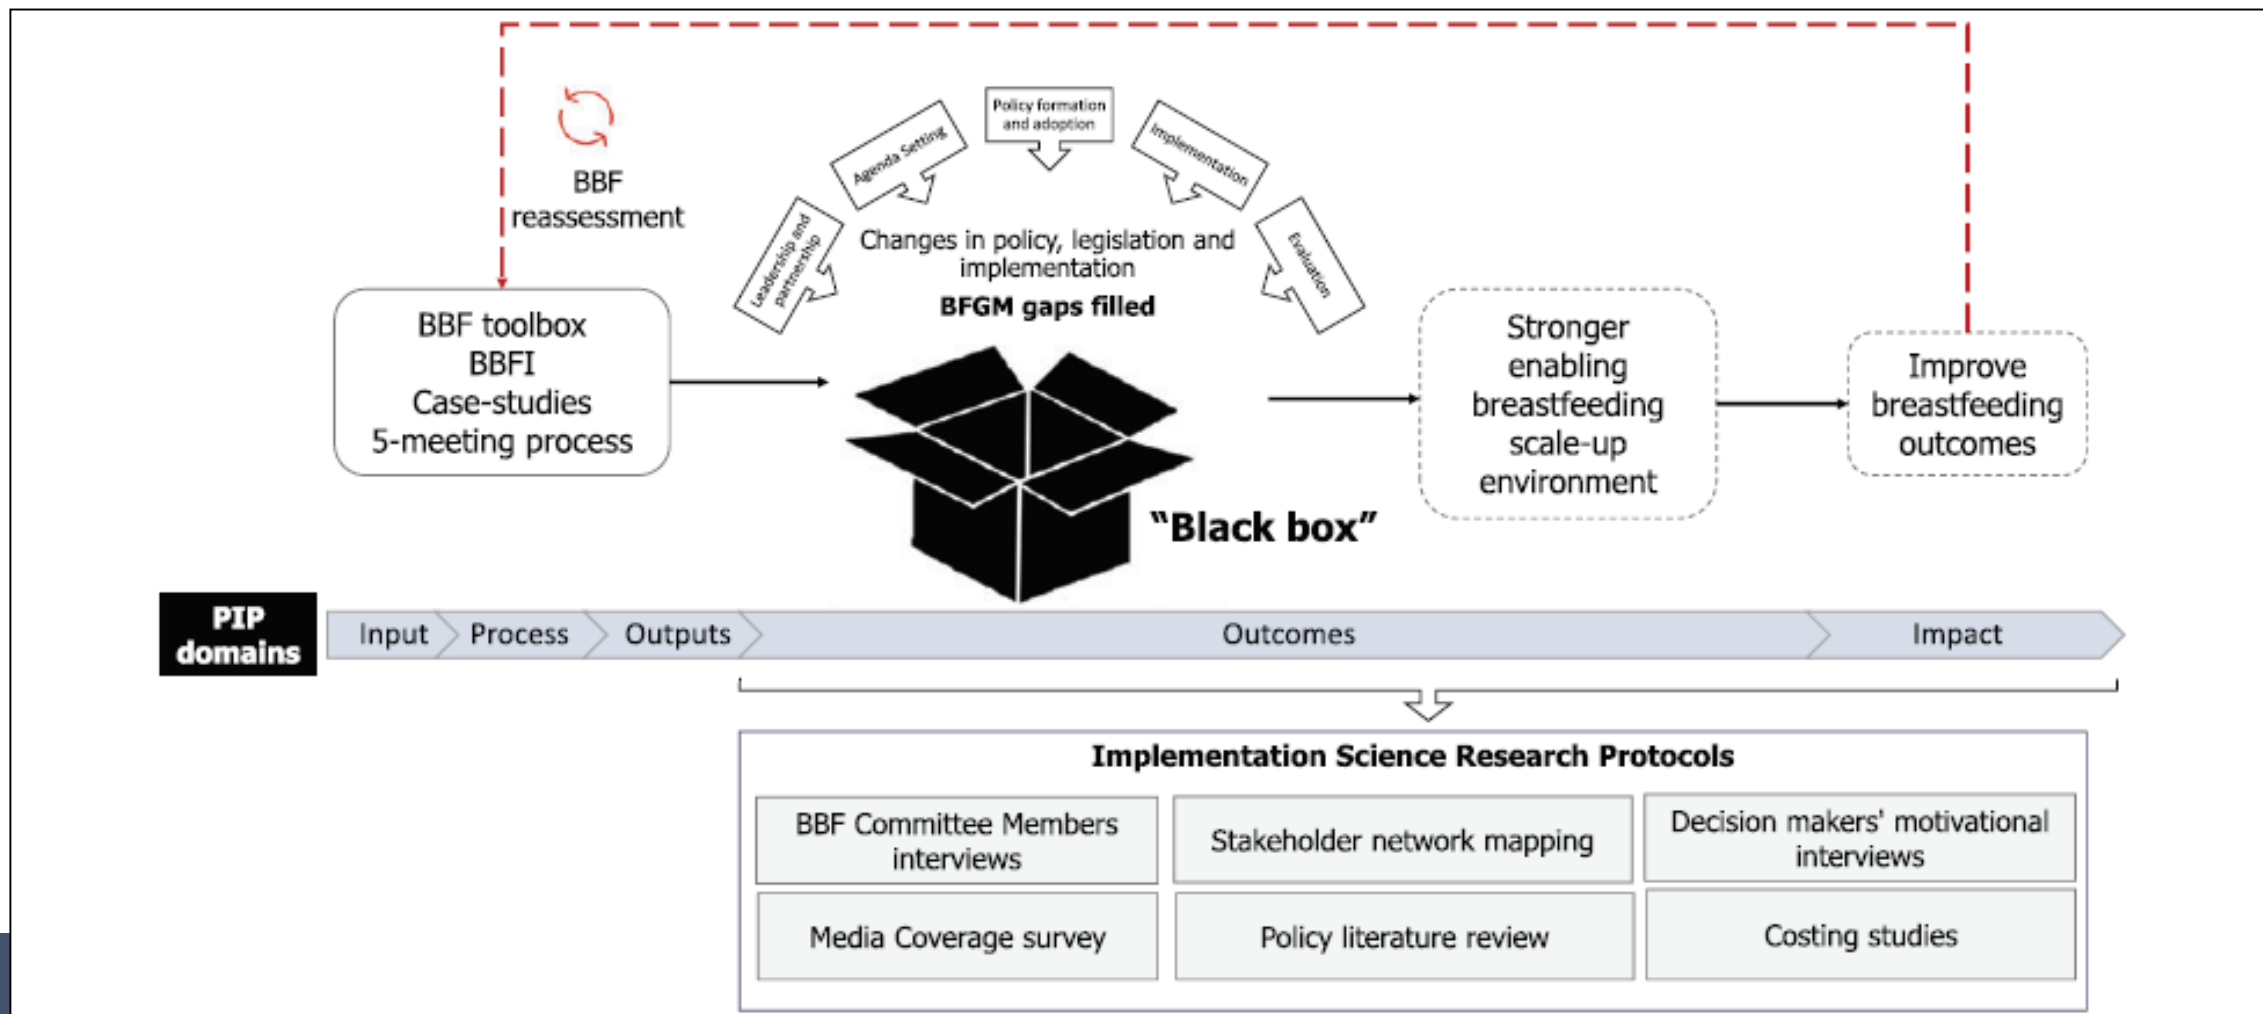 BBF
reassessment
Leadership and
partnership
Agenda Setting
Policy formation
and adoption
Implementation
Evaluation
Changes in policy, legislation and
implementation
BFGM gaps filled
BBF toolbox
BBFI
Case-studies
5-meeting process
"Black box"
Stronger
enabling
breastfeeding
scale-up
environment
Improve
breastfeeding
outcomes
PIP
domains
Input
Process
Outputs
Outcomes
Impact
Implementation Science Research Protocols
BBF Committee Members
interviews
Stakeholder network mapping
Decision makers' motivational
interviews
Media Coverage survey
Policy literature review
Costing studies